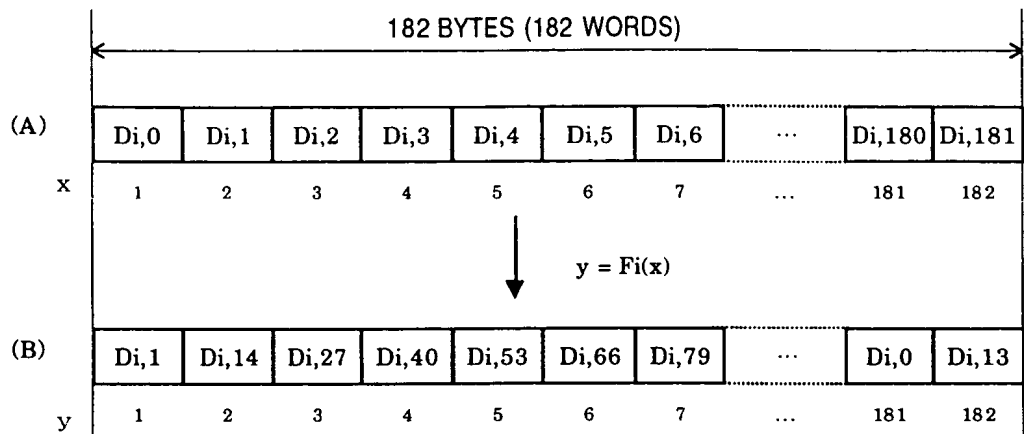 182 BYTES (182 WORDS)
(A) Di,0 Di,1 Di,2 Di,3 Di,4 Di,5 Di,6 ... Di,180 Di,181
x 1 2 3 4 5 6 7 ... 181 182
y = Fi(x)
(B) Di,1 Di,14 Di,27 Di,40 Di,53 Di,66 Di,79 ... Di,0 Di,13
y 1 2 3 4 5 6 7 ... 181 182